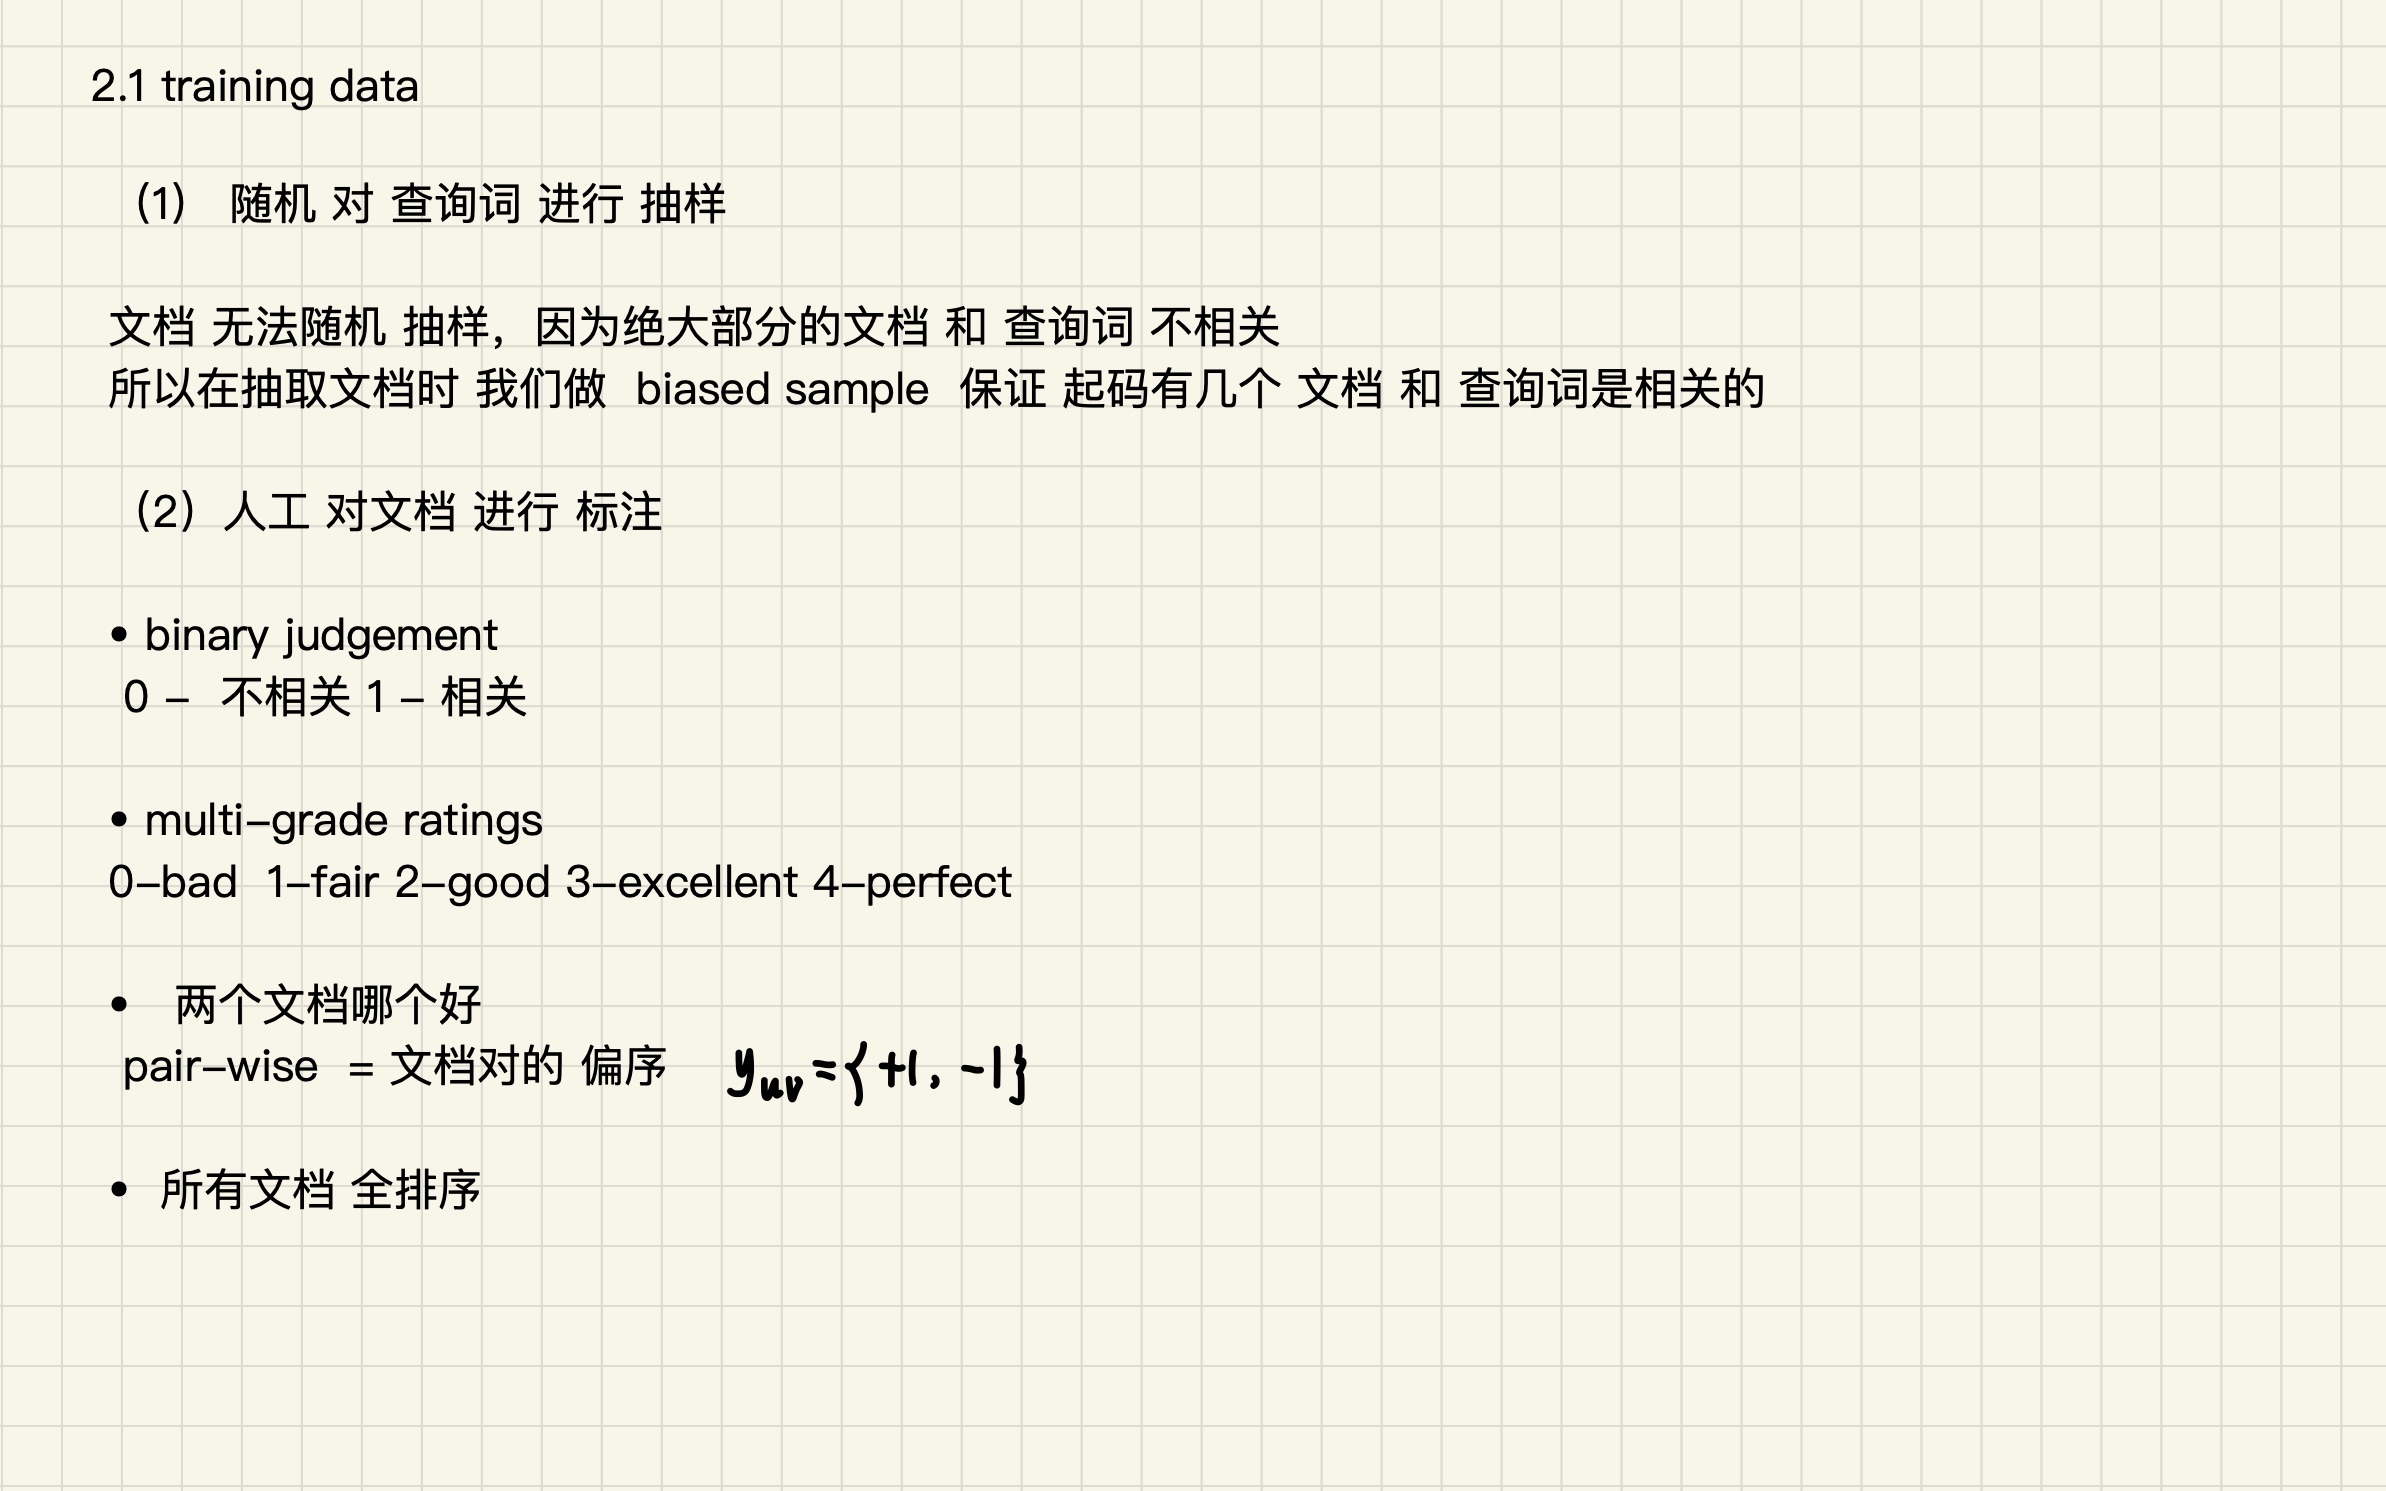 2.1 training data
（1） 随机 对 查询词 进行 抽样
文档 无法随机 抽样，因为绝大部分的文档 和 查询词 不相关
所以在抽取文档时 我们做 biased sample 保证 起码有几个 文档 和 查询词是相关的
（2）人工 对文档 进行 标注
• binary judgement
0 - 不相关 1 - 相关
• multi-grade ratings
0-bad 1-fair 2-good 3-excellent 4-perfect
• 两个文档哪个好
pair-wise = 文档对的 偏序 yuv={+1, -1}
• 所有文档 全排序